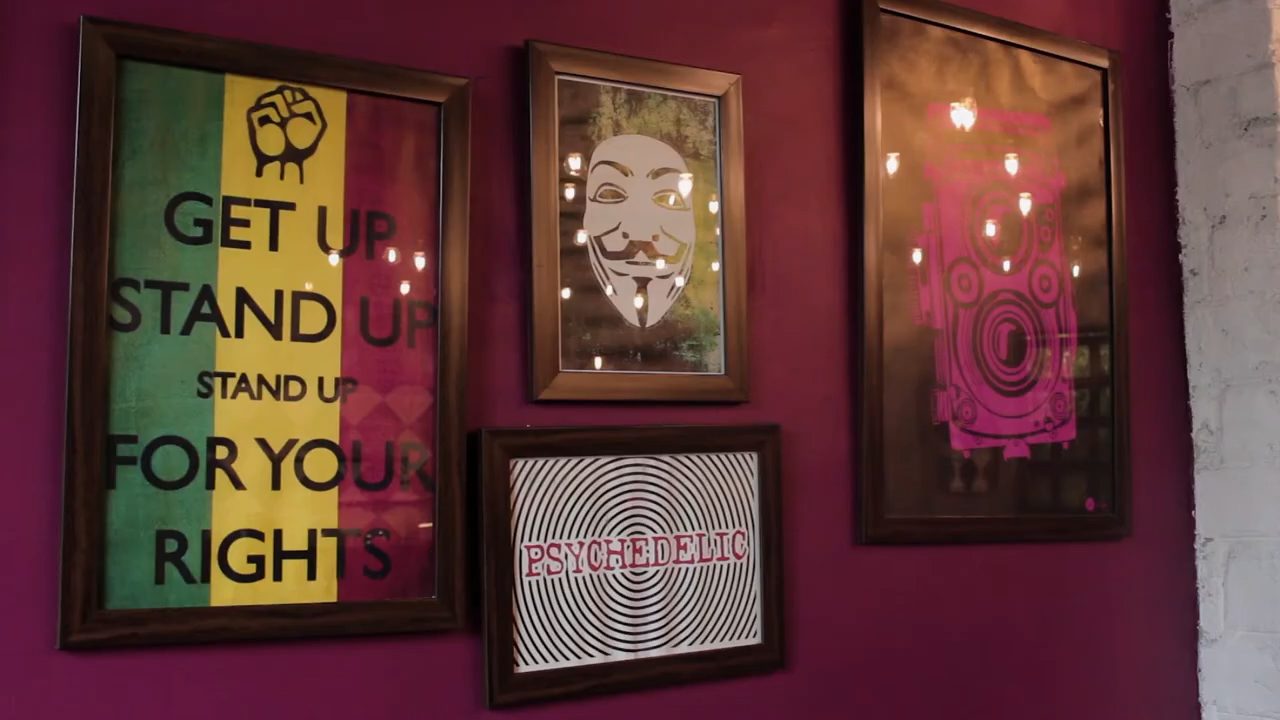 GET UP
STAND UP
STAND UP
FOR YOUR
RIGHTS
PSYCHEDELIC